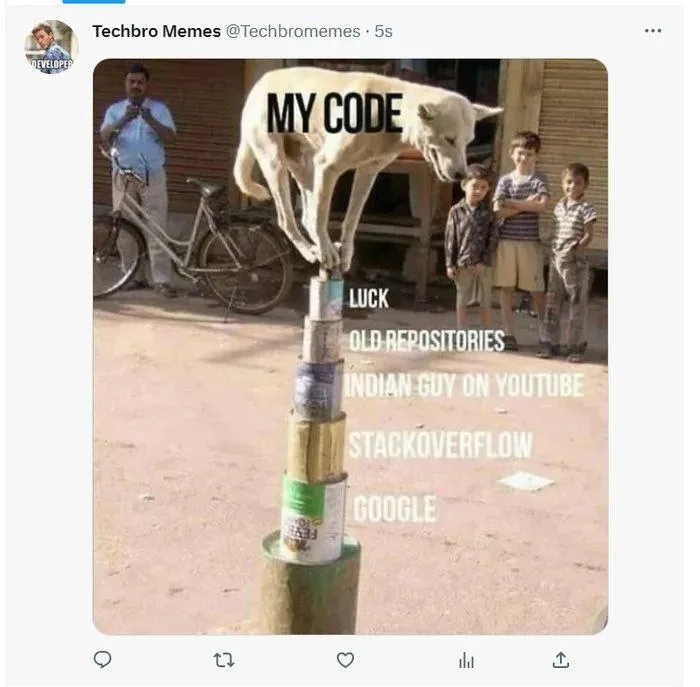 Techbro Memes @Techbromemes · 5s
DEVELOPER
MY CODE
LUCK
OLD REPOSITORIES
INDIAN GUY ON YOUTUBE
STACKOVERFLOW
GOOGLE